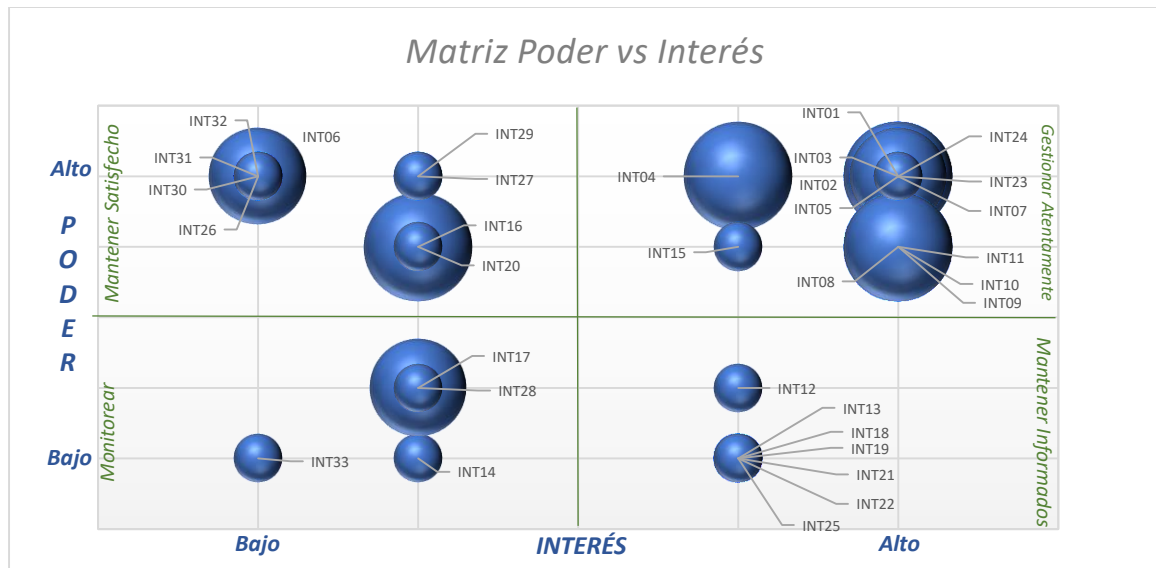 Matriz Poder vs Interés
Mantener Satisfecho
Gestionar Atentamente
Monitorear
Mantener Informados
Alto
P
O
D
E
R
Bajo
INT32
INT31
INT30
INT26
INT06
INT29
INT27
INT16
INT20
INT04
INT15
INT01
INT03
INT02
INT05
INT24
INT23
INT07
INT08
INT11
INT10
INT09
INT17
INT28
INT33
INT14
INT12
INT13
INT18
INT19
INT21
INT22
INT25
Bajo
INTERÉS
Alto